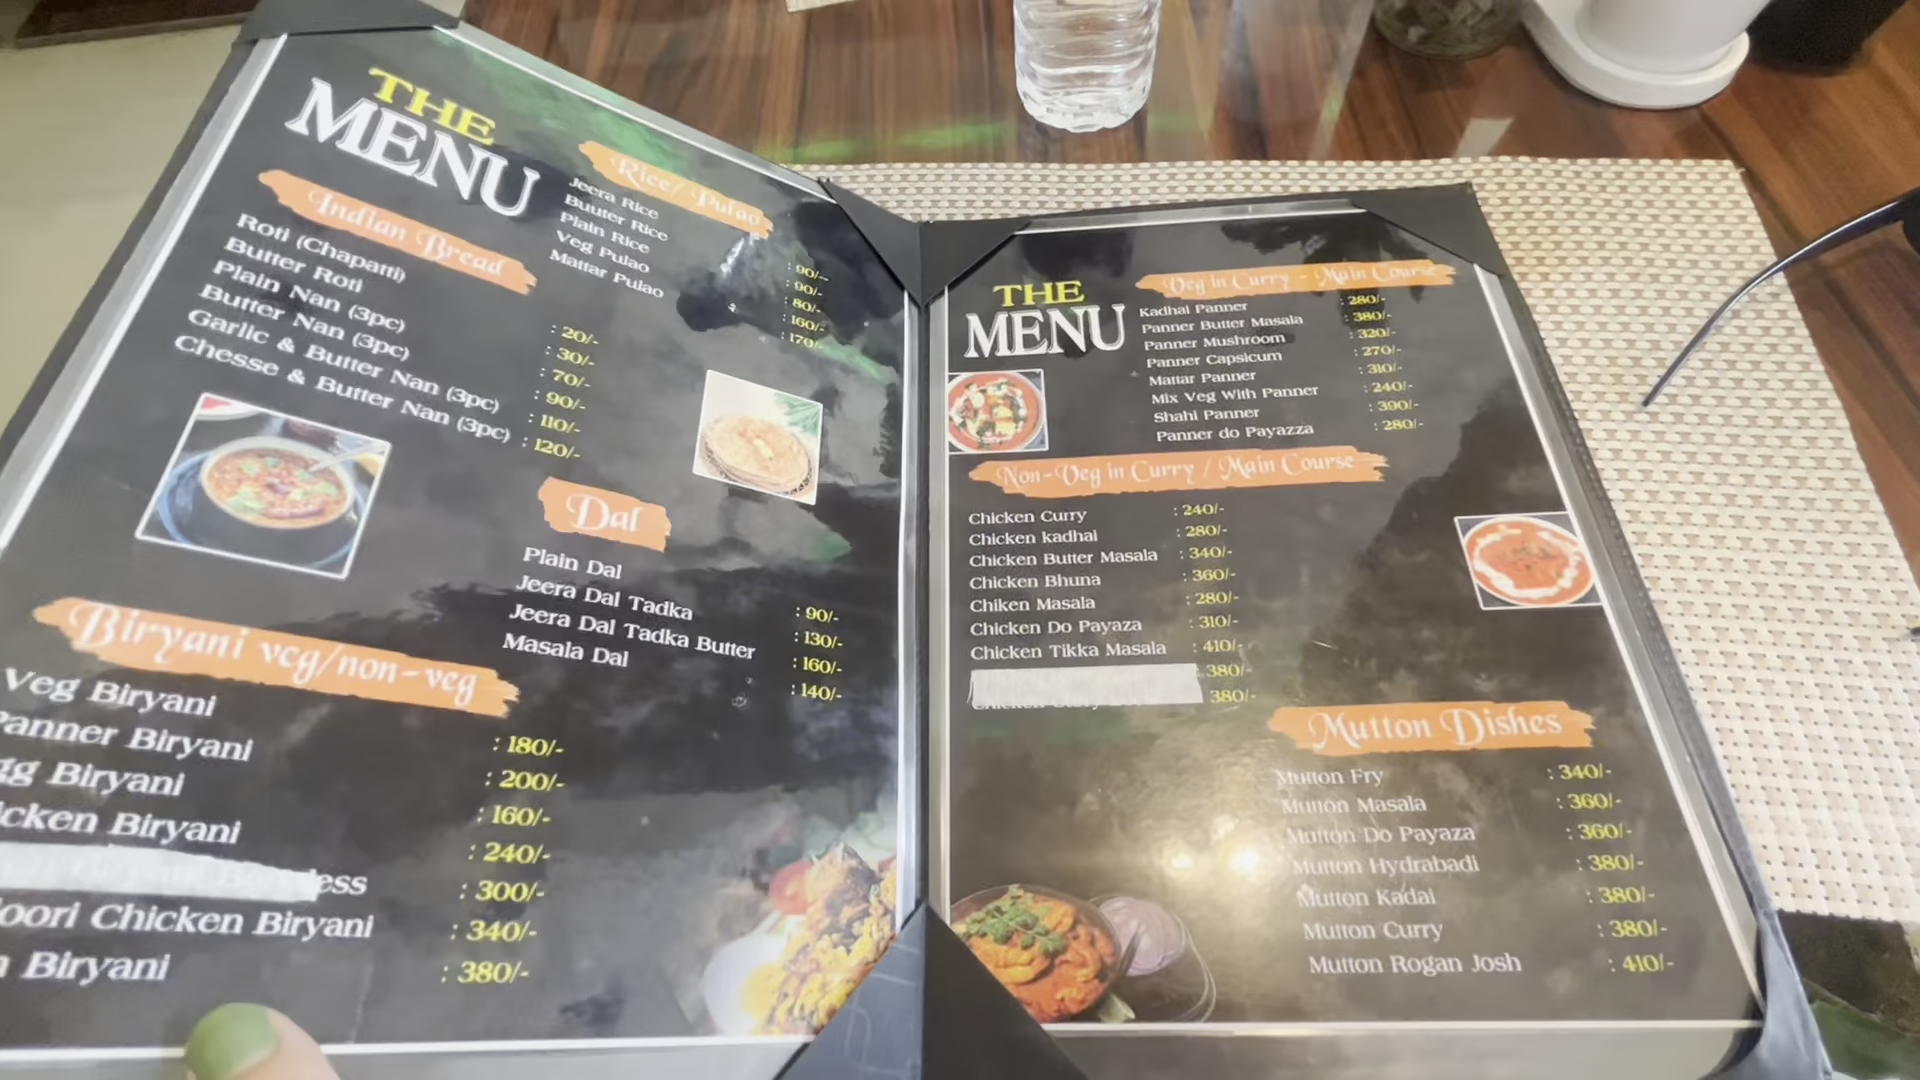 THE
MENU
Indian Bread
Roti (Chapatti) : 20/-
Butter Roti : 30/-
Plain Nan (3pc) : 70/-
Butter Nan (3pc) : 90/-
Garlic & Butter Nan (3pc) : 110/-
Chesse & Butter Nan (3pc) : 120/-
Rice/ Pulao
Jeera Rice : 90/-
Buuter Rice : 90/-
Plain Rice : 80/-
Veg Pulao : 160/-
Mattar Pulao : 170/-
Dal
Plain Dal : 90/-
Jeera Dal Tadka : 130/-
Jeera Dal Tadka Butter : 160/-
Masala Dal : 140/-
Biryani veg/non-veg
Veg Biryani : 180/-
Panner Biryani : 200/-
Biryani : 160/-
Biryani : 240/-
: 300/-
Chicken Biryani : 340/-
Biryani : 380/-
THE
MENU
Veg in Curry - Main Course
Kadhai Panner : 280/-
Panner Butter Masala : 380/-
Panner Mushroom : 320/-
Panner Capsicum : 270/-
Mattar Panner : 310/-
Mix Veg With Panner : 240/-
Shahi Panner : 390/-
Panner do Payazza : 280/-
Non-Veg in Curry / Main Course
Chicken Curry : 240/-
Chicken kadhai : 280/-
Chicken Butter Masala : 340/-
Chicken Bhuna : 360/-
Chiken Masala : 280/-
Chicken Do Payaza : 310/-
Chicken Tikka Masala : 410/-
380/-
380/-
Mutton Dishes
Mutton Fry : 340/-
Mutton Masala : 360/-
Mutton Do Payaza : 360/-
Mutton Hydrabadi : 380/-
Mutton Kadai : 380/-
Mutton Curry : 380/-
Mutton Rogan Josh : 410/-